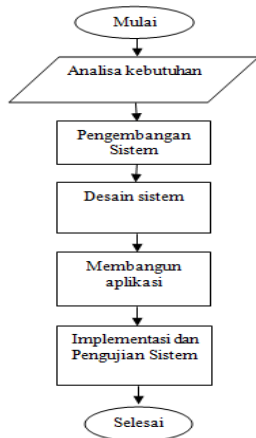 Mulai
Analisa kebutuhan
Pengembangan
Sistem
Desain sistem
Membangun
aplikasi
Implementasi dan
Pengujian Sistem
Selesai